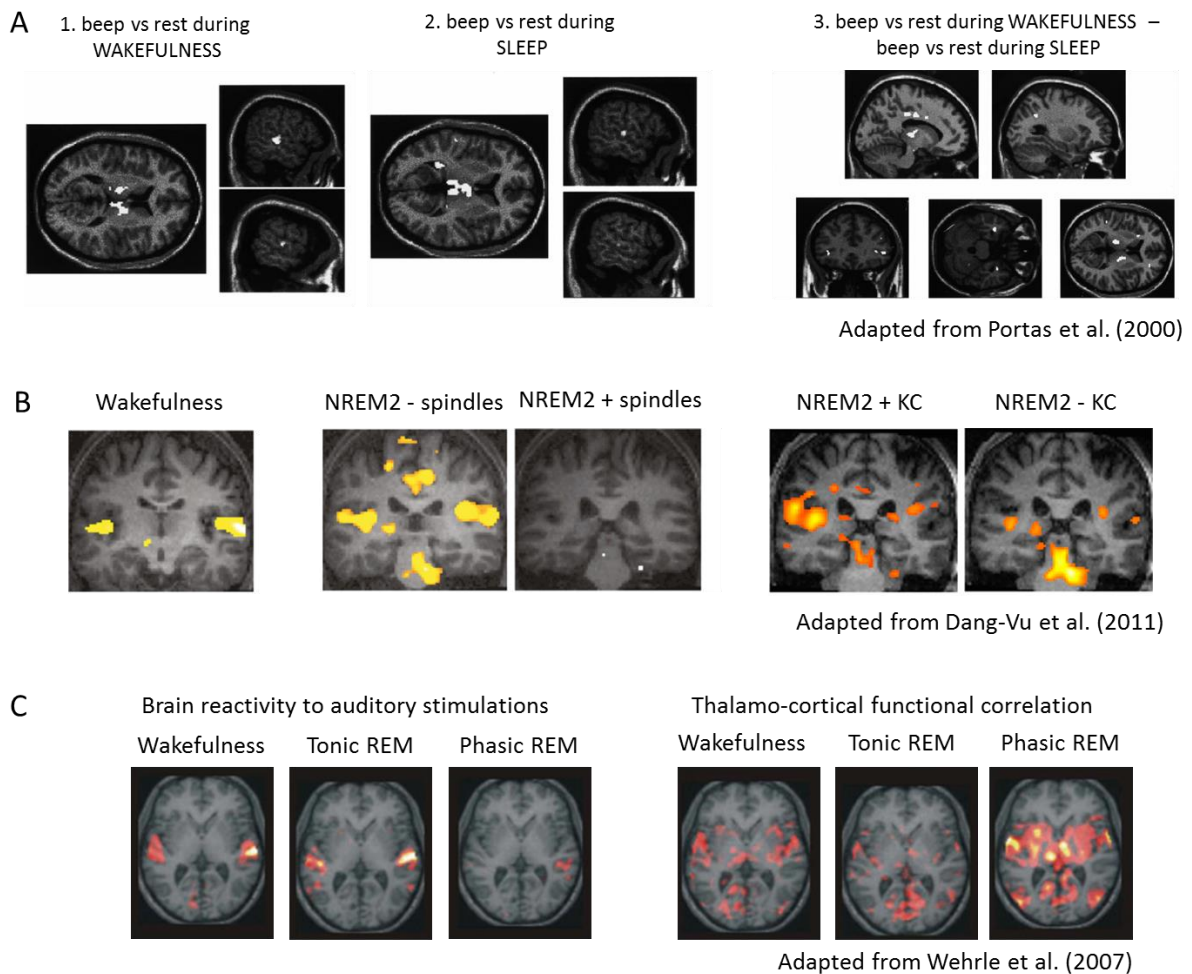 A
1. beep vs rest during
WAKEFULNESS
2. beep vs rest during
SLEEP
3. beep vs rest during WAKEFULNESS –
beep vs rest during SLEEP
Adapted from Portas et al. (2000)
B
Wakefulness
NREM2 - spindles
NREM2 + spindles
NREM2 + KC
NREM2 - KC
Adapted from Dang-Vu et al. (2011)
C
Brain reactivity to auditory stimulations
Wakefulness
Tonic REM
Phasic REM
Thalamo-cortical functional correlation
Wakefulness
Tonic REM
Phasic REM
Adapted from Wehrle et al. (2007)